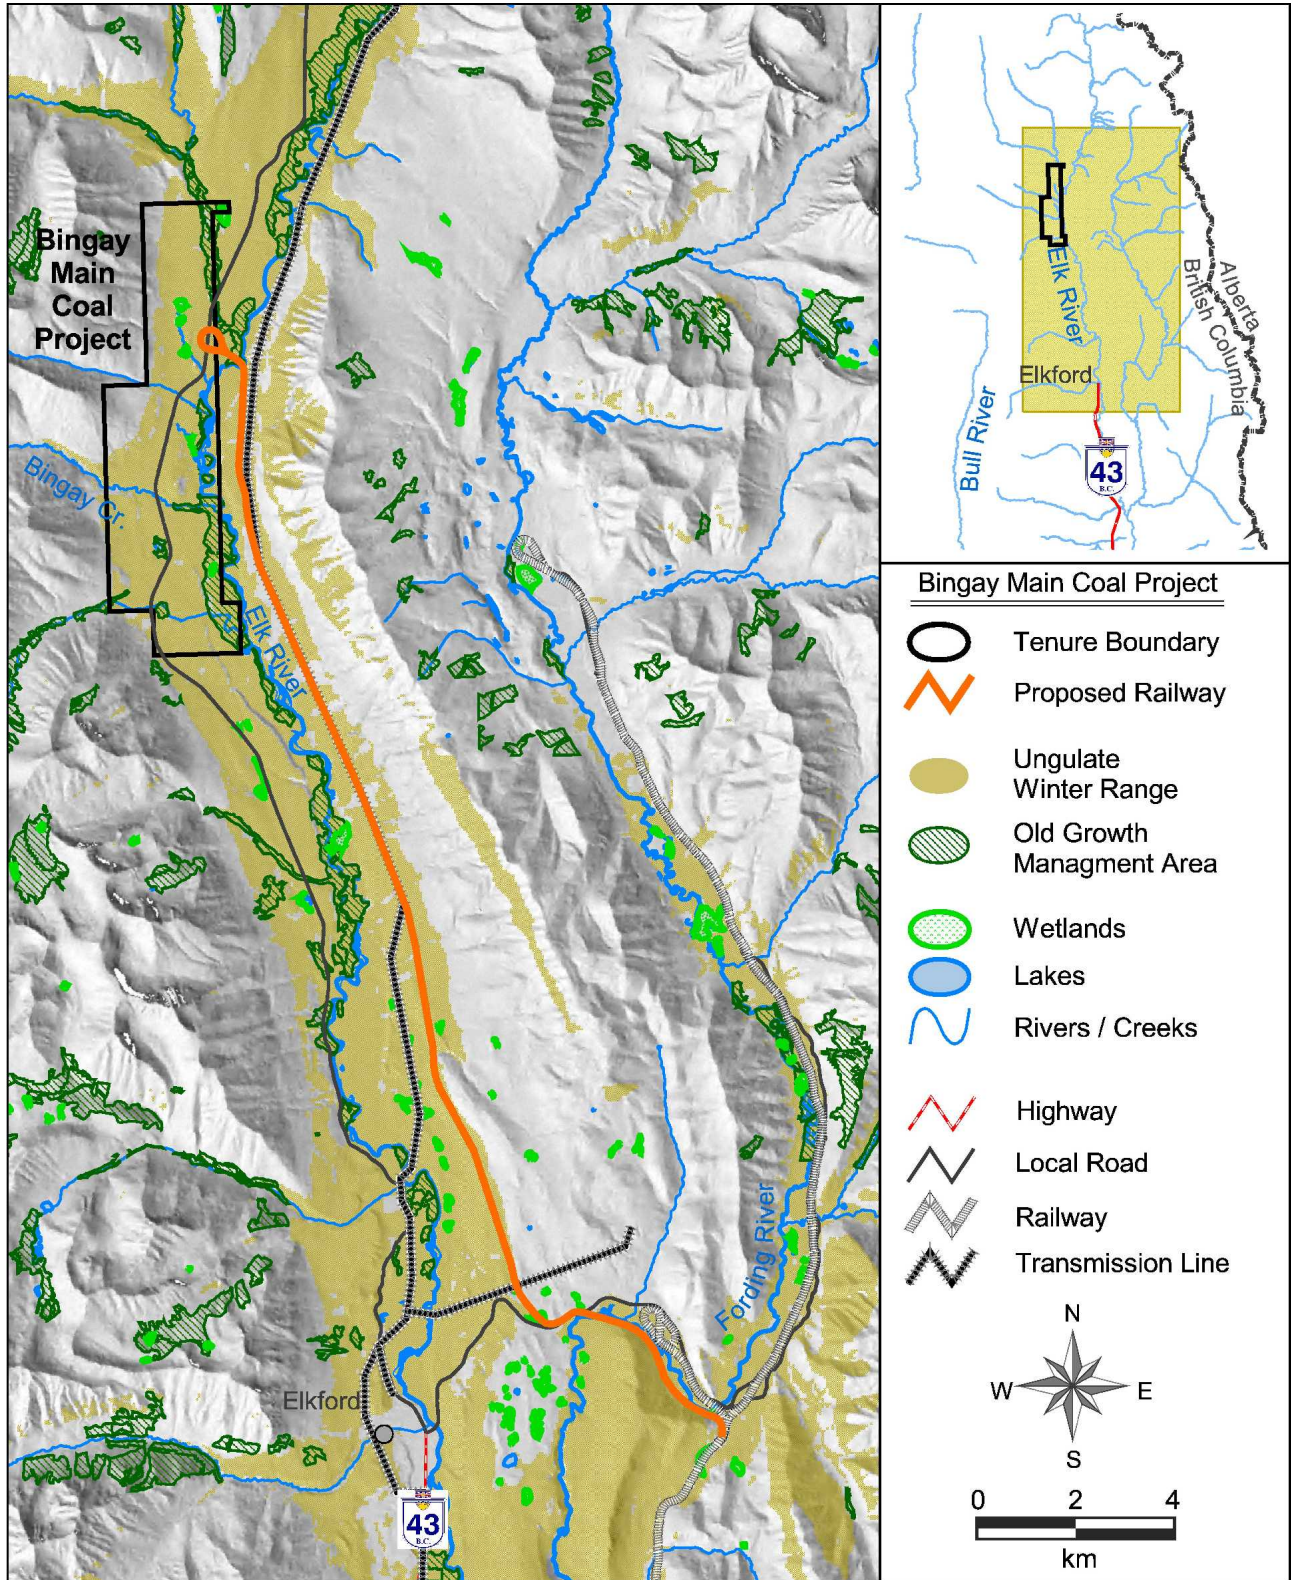 Bingay
Main
Coal
Project
Bingay Cr.
Elk River
Fording River
Elkford
43
B.C.
Elk River
Alberta
British Columbia
Elkford
Bull River
43
B.C.
Bingay Main Coal Project
Tenure Boundary
Proposed Railway
Ungulate
Winter Range
Old Growth
Managment Area
Wetlands
Lakes
Rivers / Creeks
Highway
Local Road
Railway
Transmission Line
N
W E
S
0 2 4
km